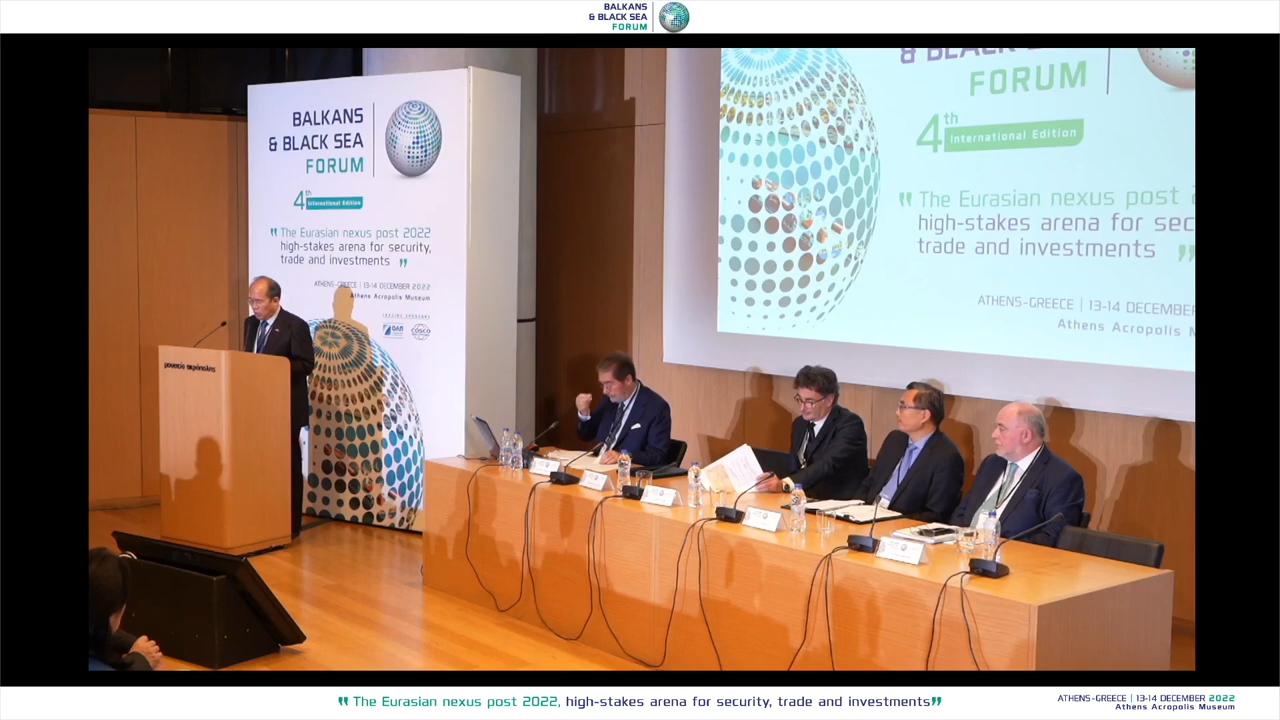 BALKANS
& BLACK SEA
FORUM
BALKANS
& BLACK SEA
FORUM
4th
International Edition
"The Eurasian nexus post 2022
high-stakes arena for security,
trade and investments"
ATHENS-GREECE | 13-14 DECEMBER 2022
Athens Acropolis Museum
COSCO
& BLACK
FORUM
4th
International Edition
"The Eurasian nexus post
high-stakes arena for sec
trade and investments"
ATHENS-GREECE | 13-14 DECEMBER
Athens Acropolis M
μουσείο ακρόπολης
"The Eurasian nexus post 2022, high-stakes arena for security, trade and investments"
ATHENS-GREECE | 13-14 DECEMBER 2022
Athens Acropolis Museum